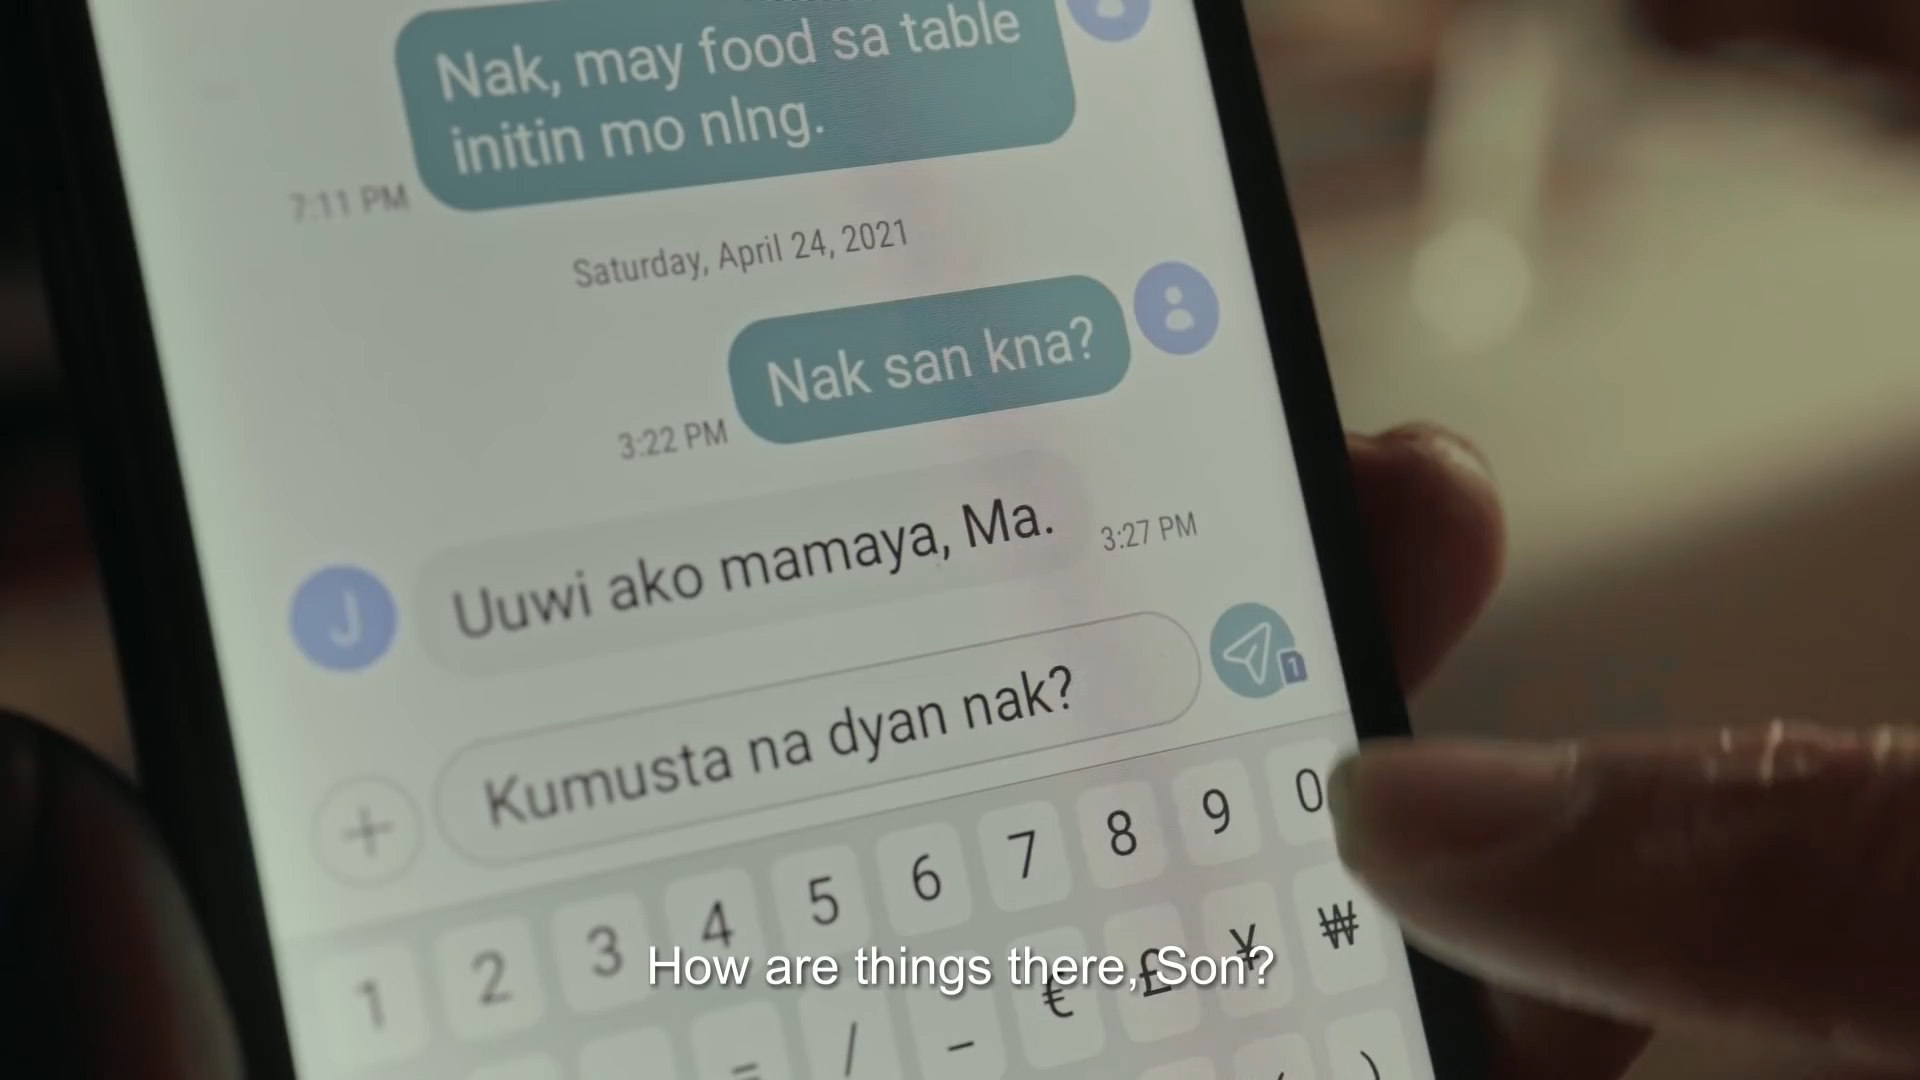 Nak, may food sa table
initin mo nlng.
7:11 PM
Saturday, April 24, 2021
Nak san kna?
3:22 PM
Uuwi ako mamaya, Ma.
3:27 PM
J
Kumusta na dyan nak?
1
+
1 2 3 4 5 6 7 8 9 0
= / _ € £ ¥ ₩
)
How are things there, Son?